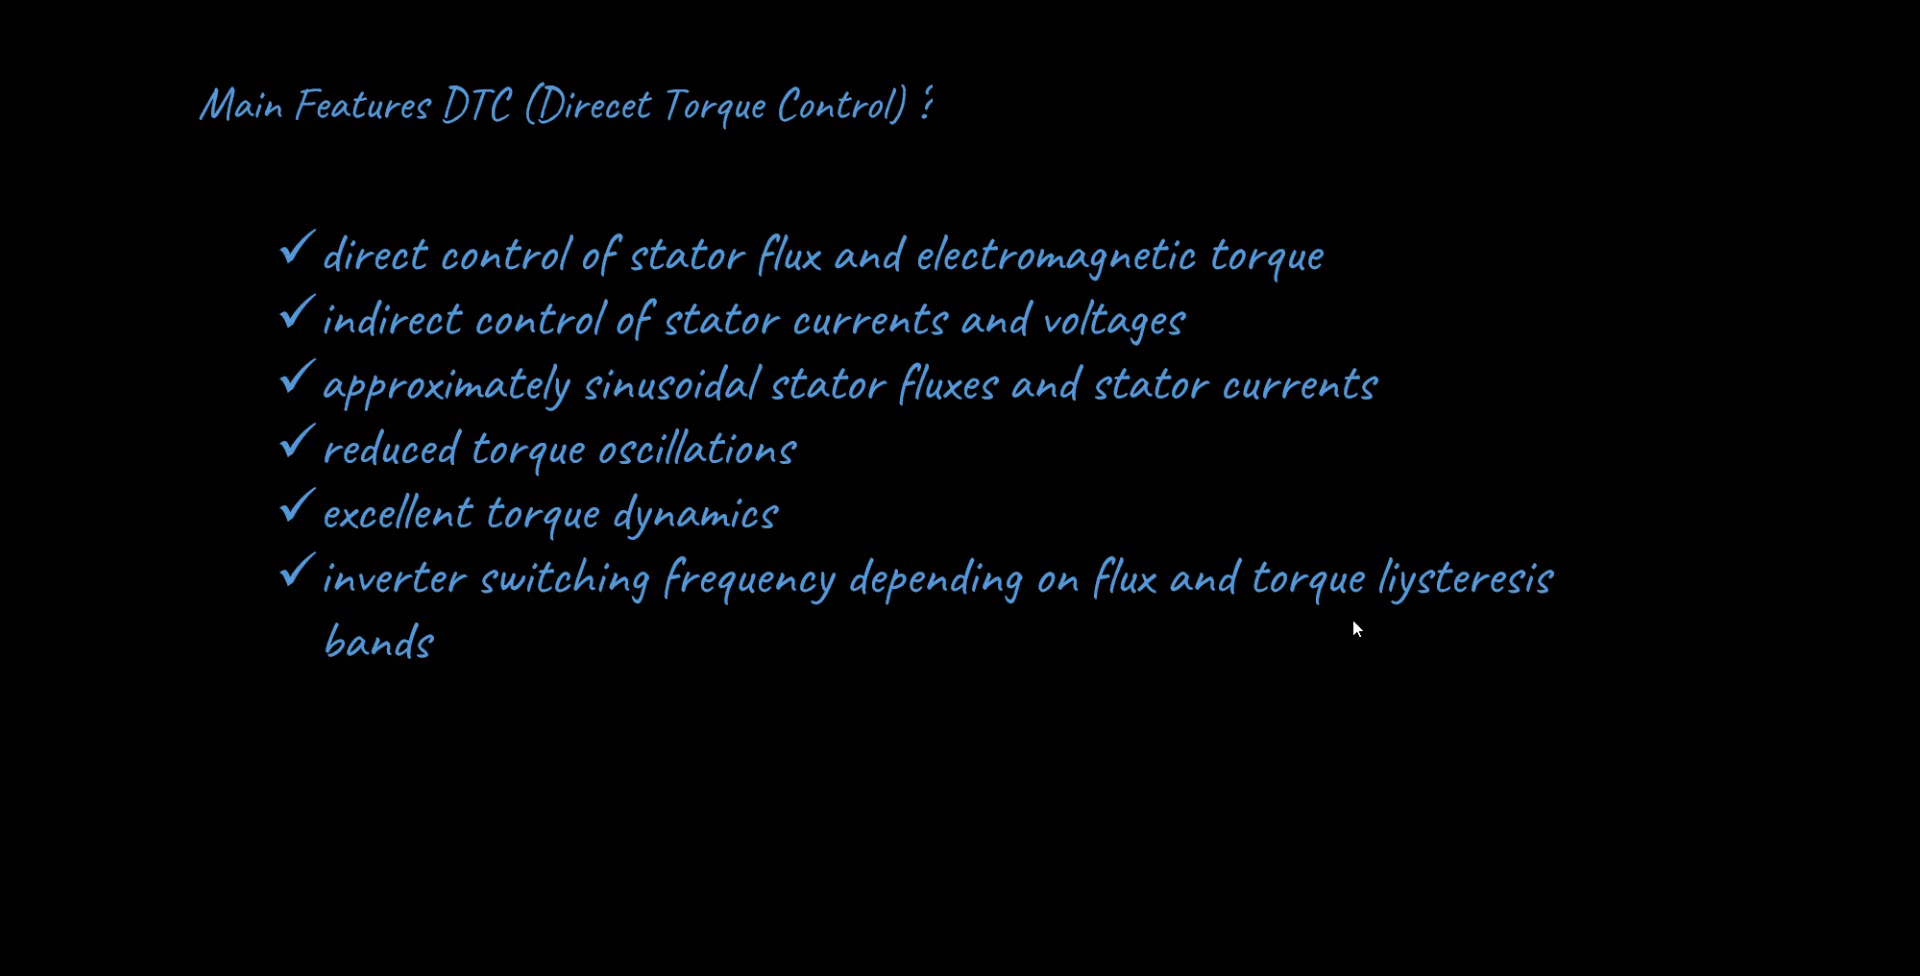 Main Features DTC (Direcet Torque Control) ?
✓ direct control of stator flux and electromagnetic torque
✓ indirect control of stator currents and voltages
✓ approximately sinusoidal stator fluxes and stator currents
✓ reduced torque oscillations
✓ excellent torque dynamics
✓ inverter switching frequency depending on flux and torque liysteresis
bands